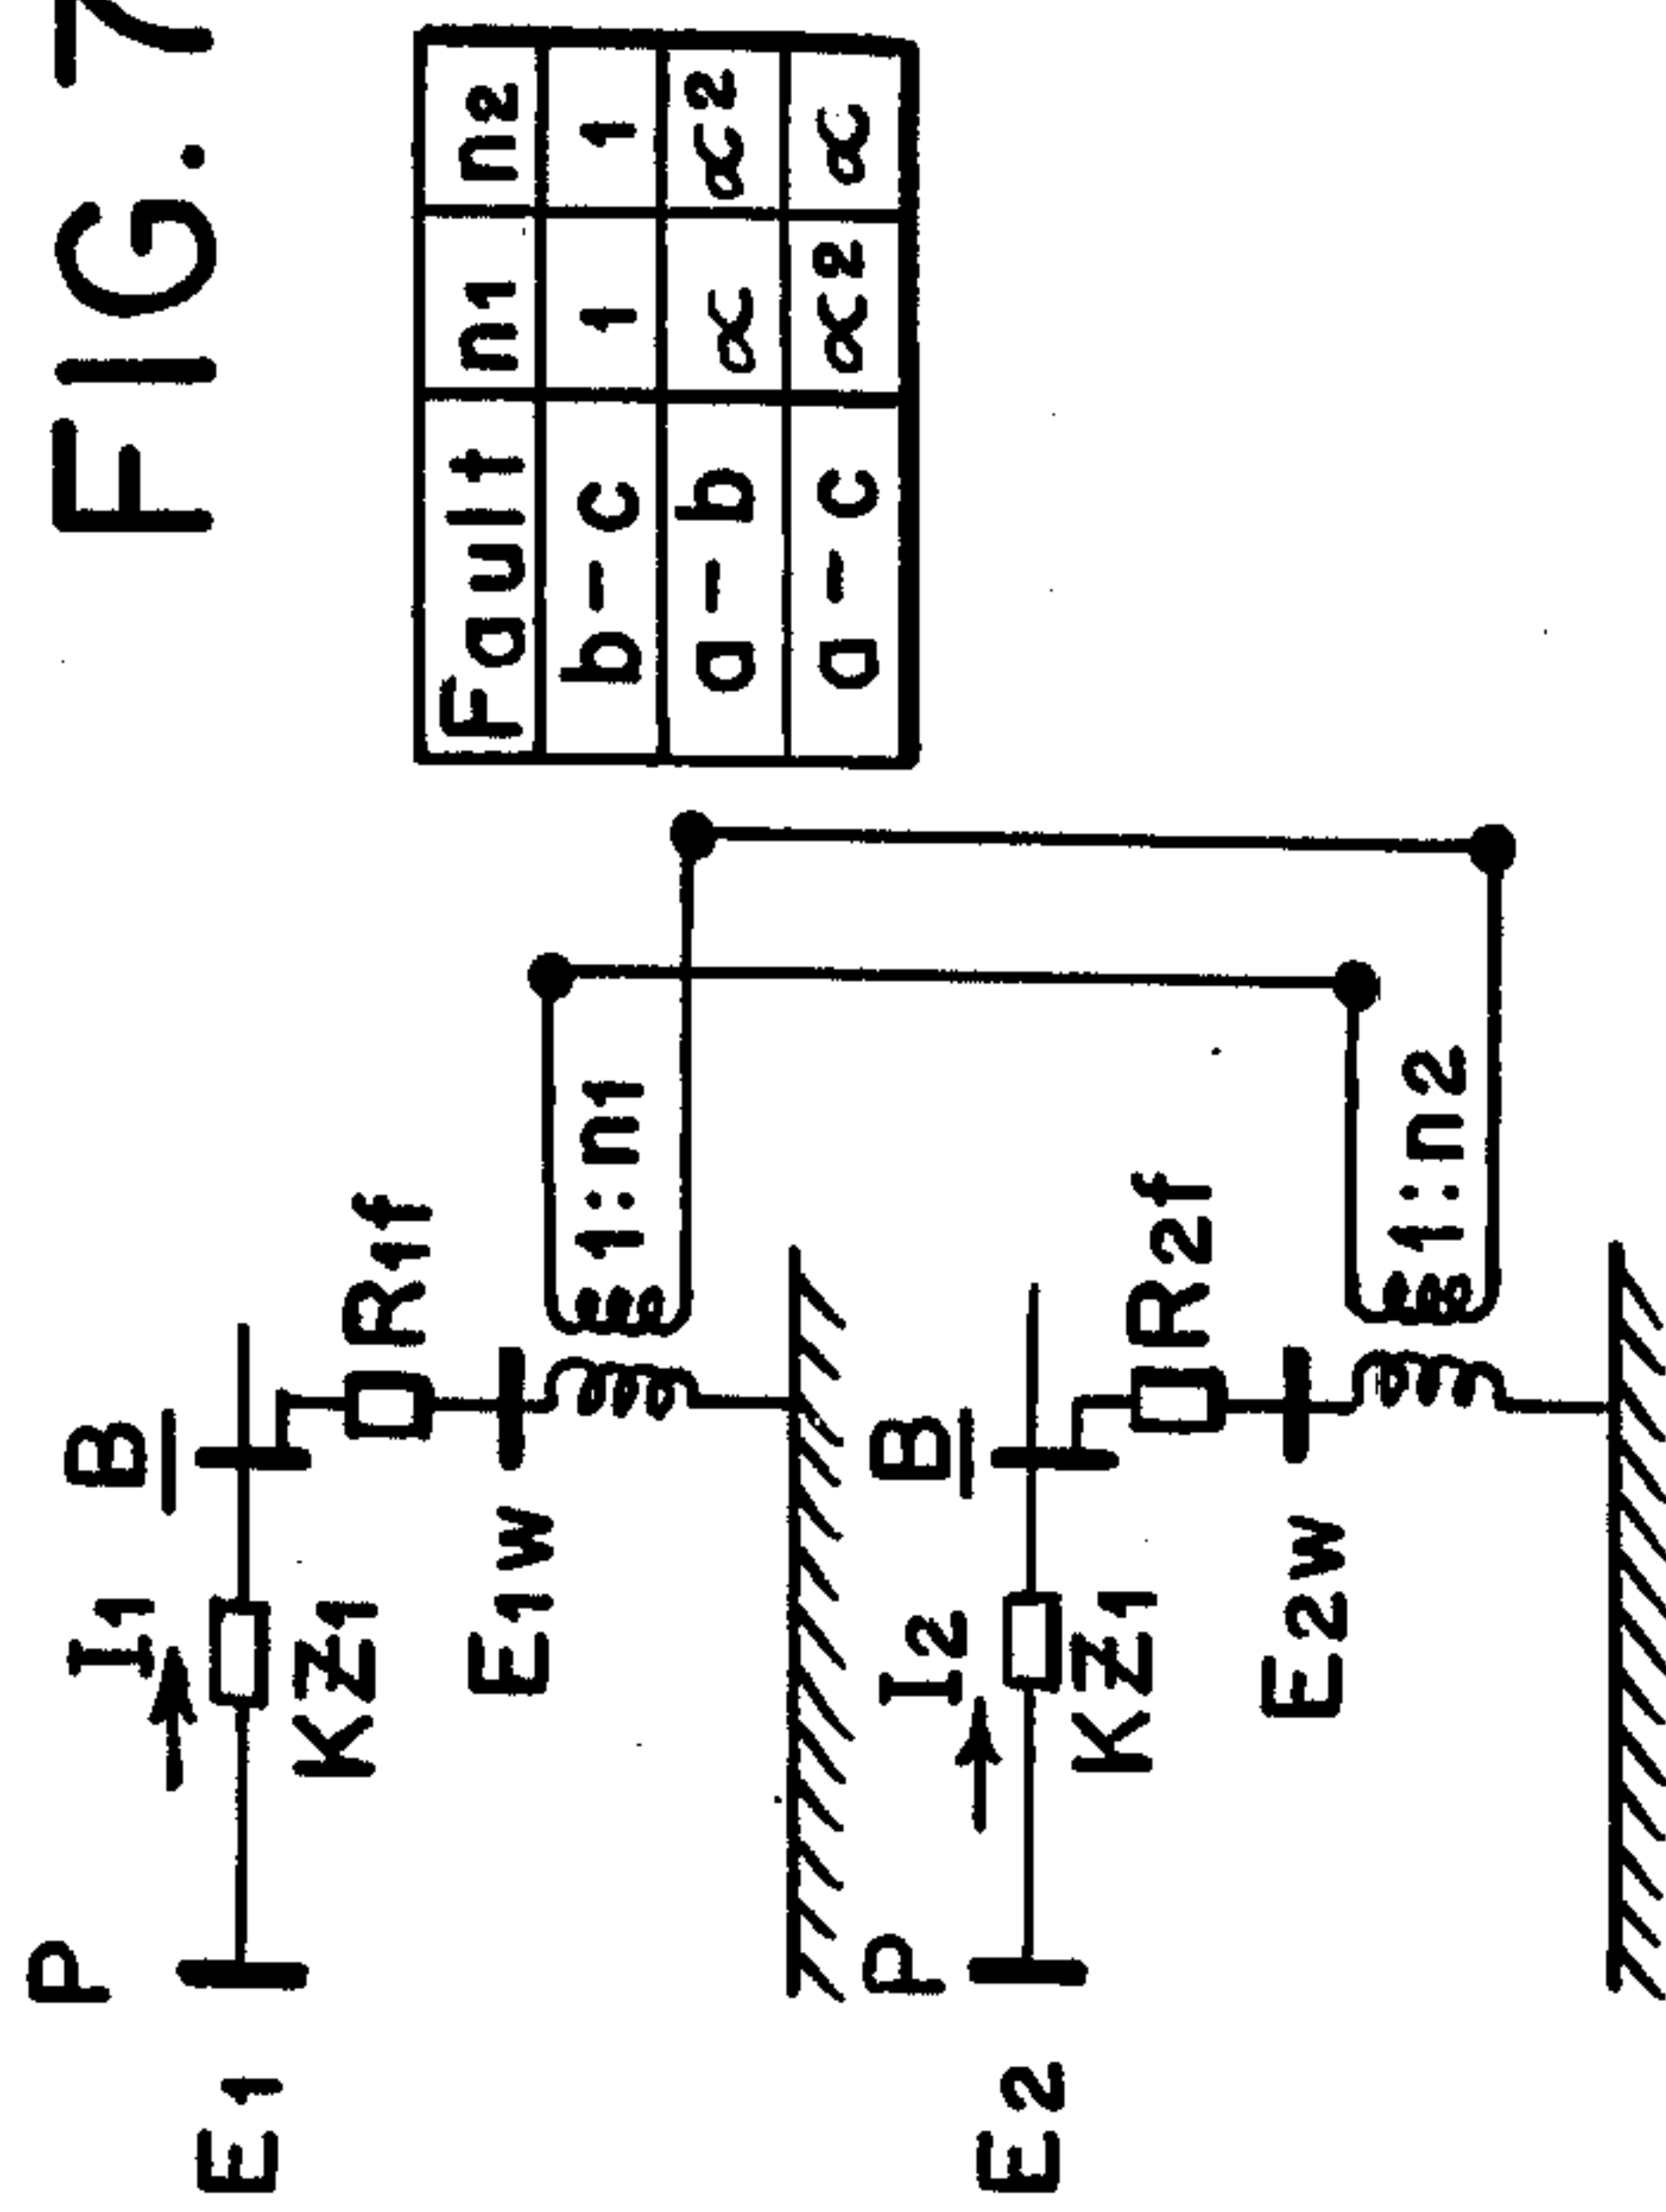 FIG. 7
Fault n1 n2
b-c 1 1
a-b α α²
a-c α² α
P I1 B
E1
KZ1 R1f
E1w 1:n1
P I2 B
E2
KZ1 R2f
E2w 1:n2